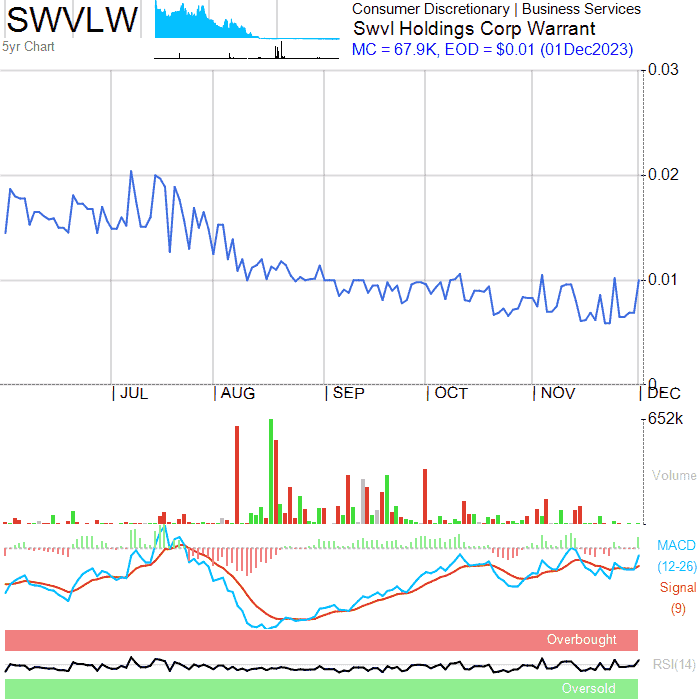 SWVLW
5yr Chart
Consumer Discretionary | Business Services
Swvl Holdings Corp Warrant
MC = 67.9K, EOD = $0.01 (01Dec2023)
0.03
0.02
0.01
0
JUL AUG SEP OCT NOV DEC
652k
Volume
MACD
(12-26)
Signal
(9)
Overbought
RSI(14)
Oversold